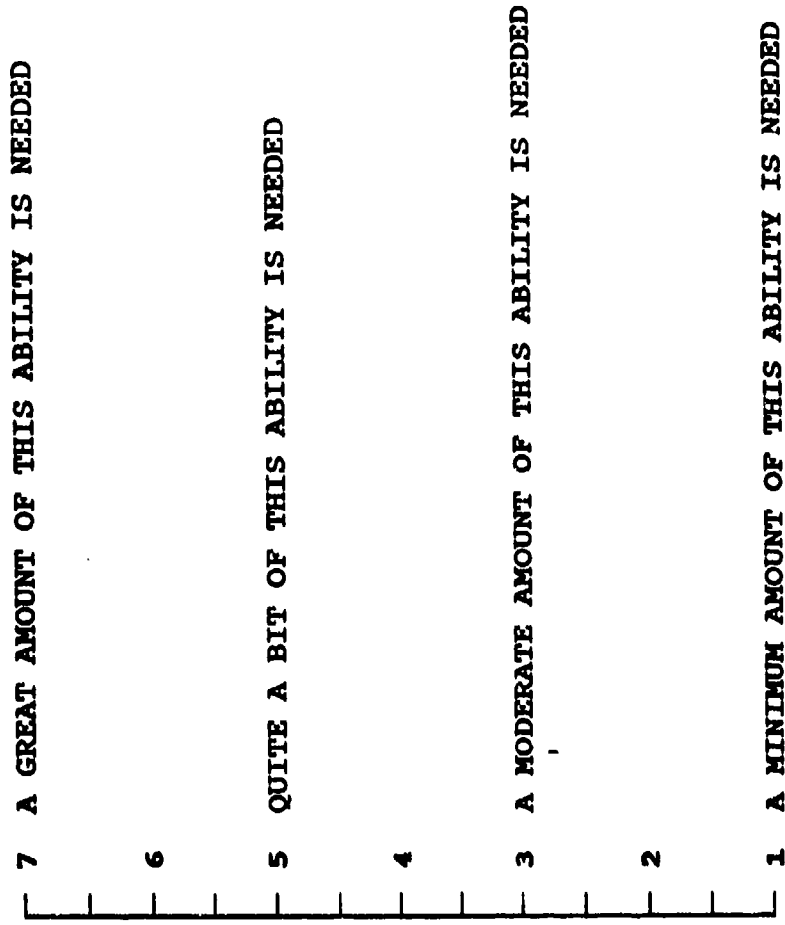 7 A GREAT AMOUNT OF THIS ABILITY IS NEEDED
6
5 QUITE A BIT OF THIS ABILITY IS NEEDED
4
3 A MODERATE AMOUNT OF THIS ABILITY IS NEEDED
2
1 A MINIMUM AMOUNT OF THIS ABILITY IS NEEDED